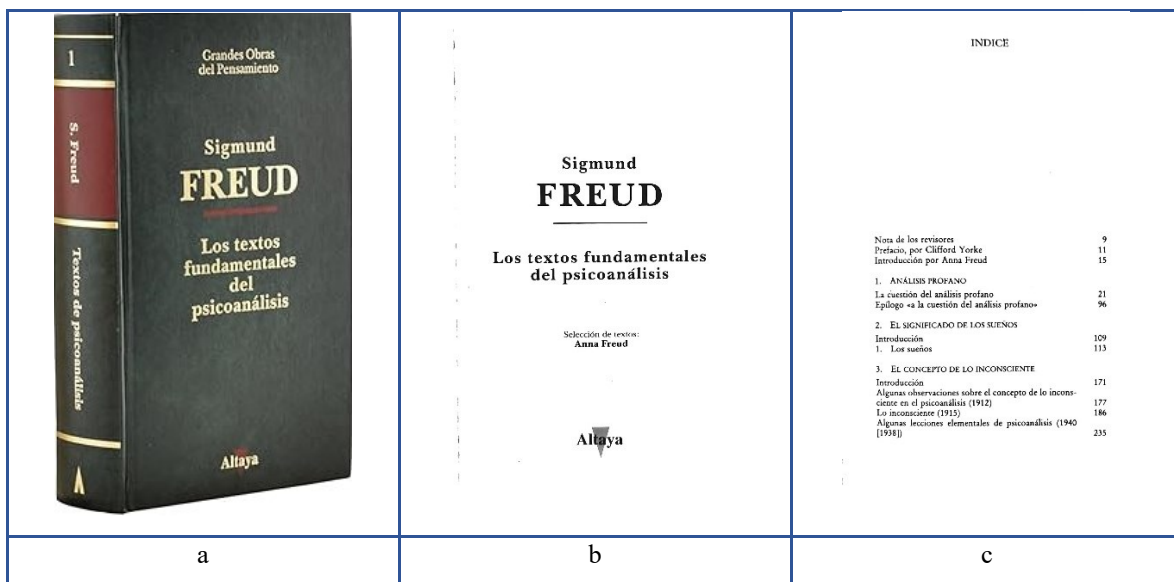 1
S. Freud
Textos de psicoanálisis
Grandes Obras
del Pensamiento
Sigmund
FREUD
Los textos
fundamentales
del
psicoanálisis
Altaya
Sigmund
FREUD
Los textos fundamentales
del psicoanálisis
Selección de textos:
Anna Freud
Altaya
INDICE
Nota de los revisores 9
Prefacio, por Clifford Yorke 11
Introducción por Anna Freud 15
1. ANÁLISIS PROFANO
La cuestión del análisis profano 21
Epílogo «a la cuestión del análisis profano» 96
2. EL SIGNIFICADO DE LOS SUEÑOS
Introducción 109
1. Los sueños 113
3. EL CONCEPTO DE LO INCONSCIENTE
Introducción 171
Algunas observaciones sobre el concepto de lo incons-
ciente en el psicoanálisis (1912) 177
Lo inconsciente (1915) 186
Algunas lecciones elementales de psicoanálisis (1940
[1938]) 235
a
b
c